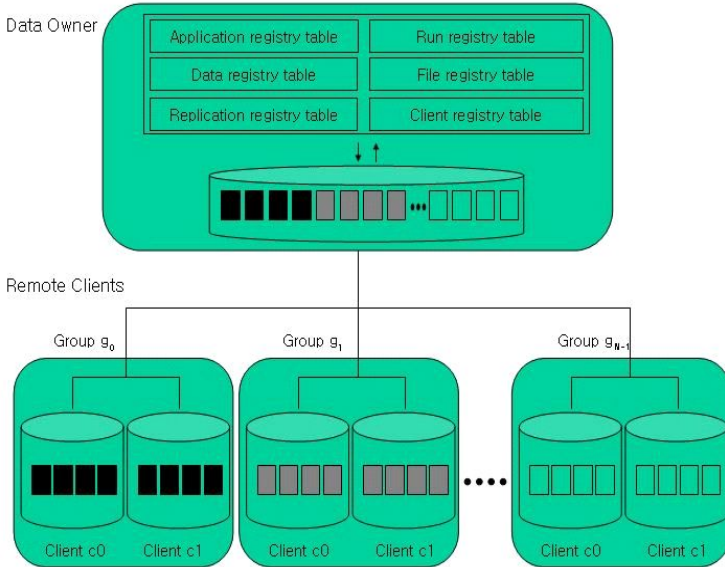 Data Owner
Application registry table
Run registry table
Data registry table
File registry table
Replication registry table
Client registry table
Remote Clients
Group g0
Group g1
Group gN-1
Client c0
Client c1
Client c0
Client c1
Client c0
Client c1